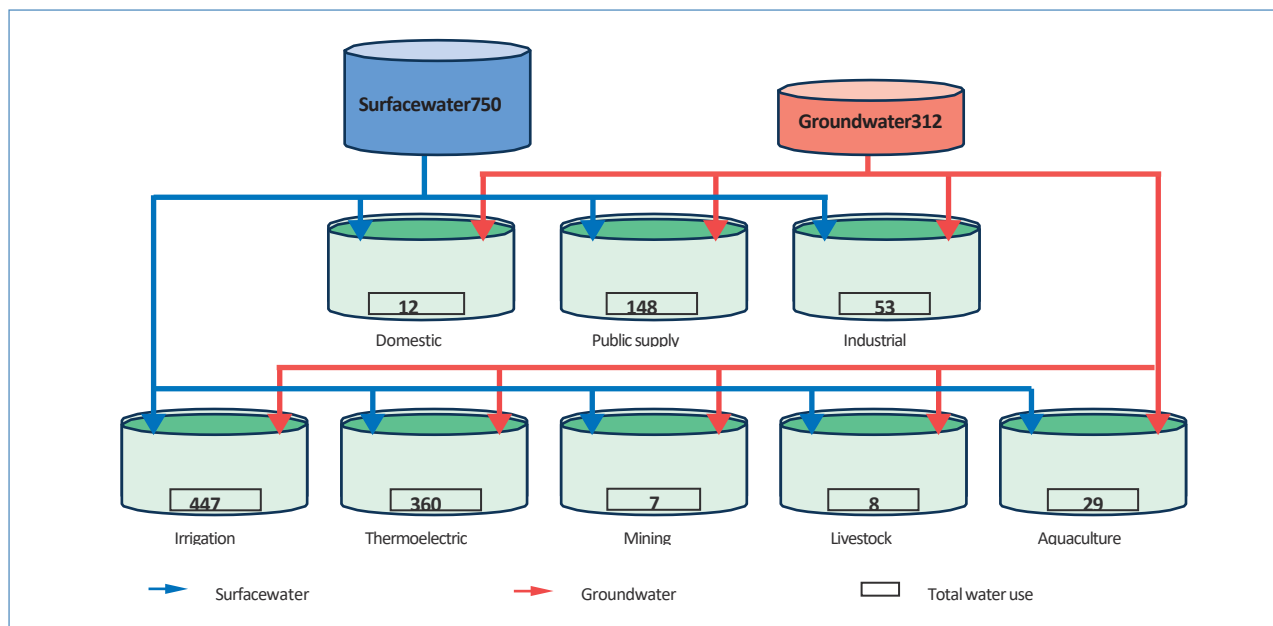 Surfacewater750
Groundwater312
12
148
53
Domestic
Public supply
Industrial
447
360
7
8
29
Irrigation
Thermoelectric
Mining
Livestock
Aquaculture
Surfacewater
Groundwater
Total water use